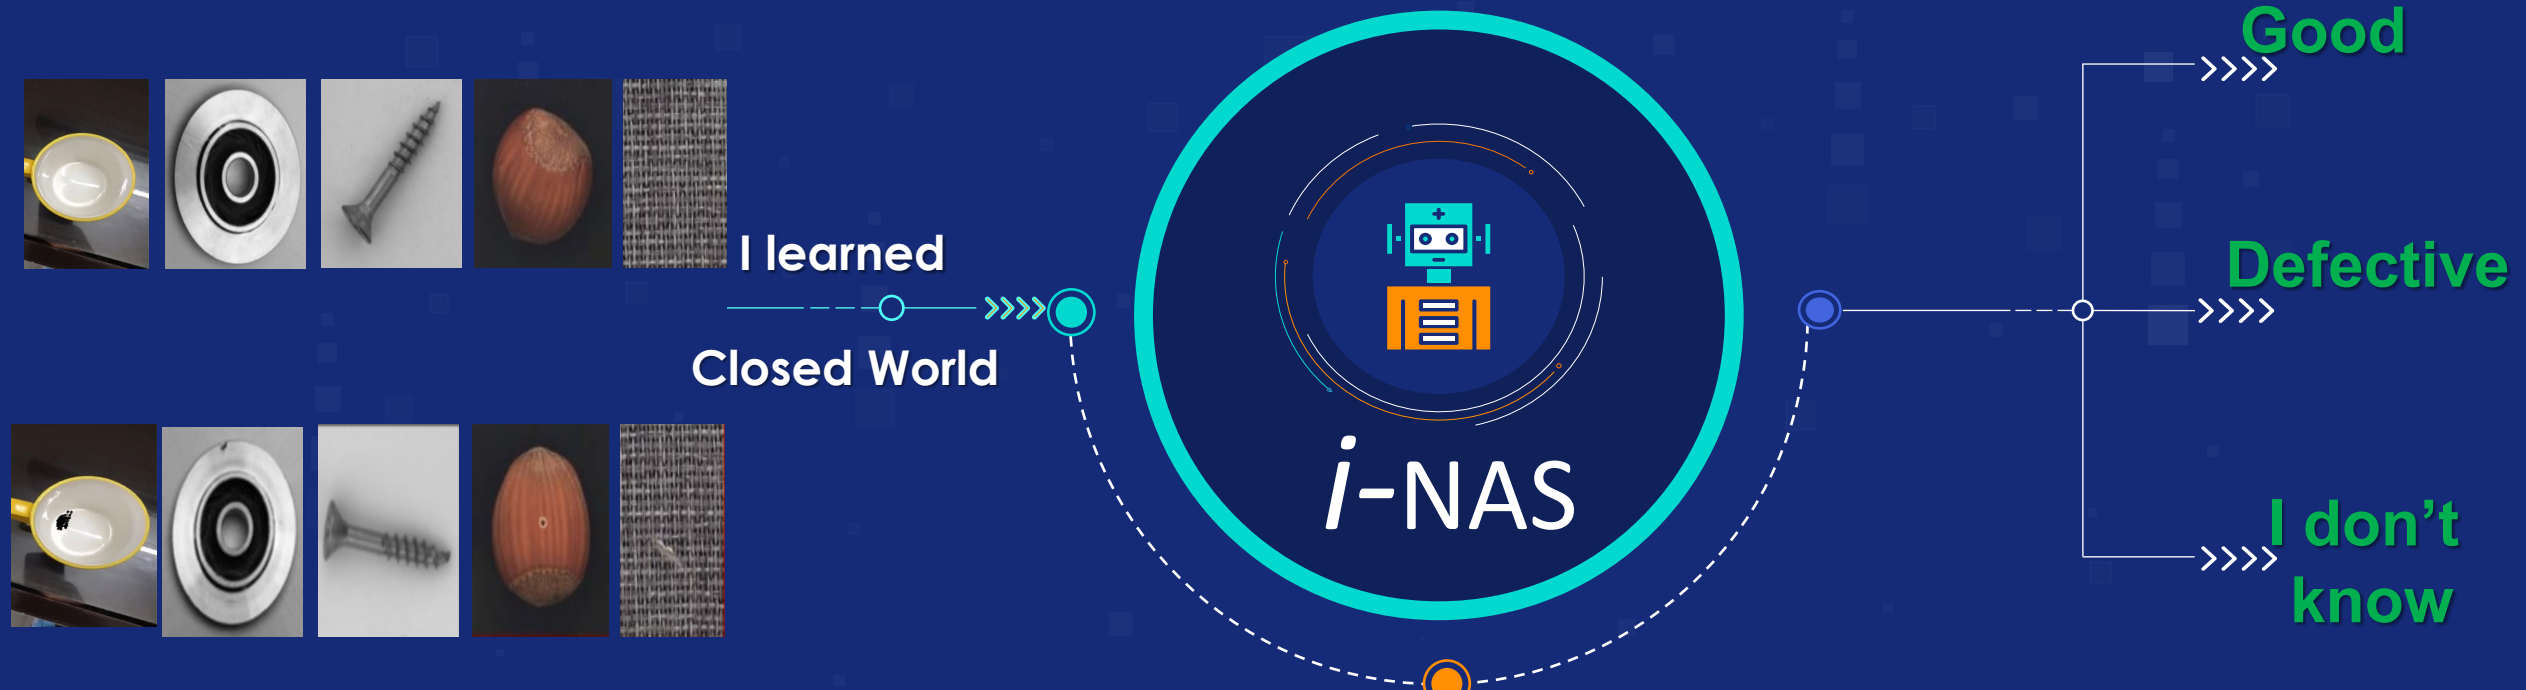 I learned
Closed World
i-NAS
Good
Defective
I don’t
know